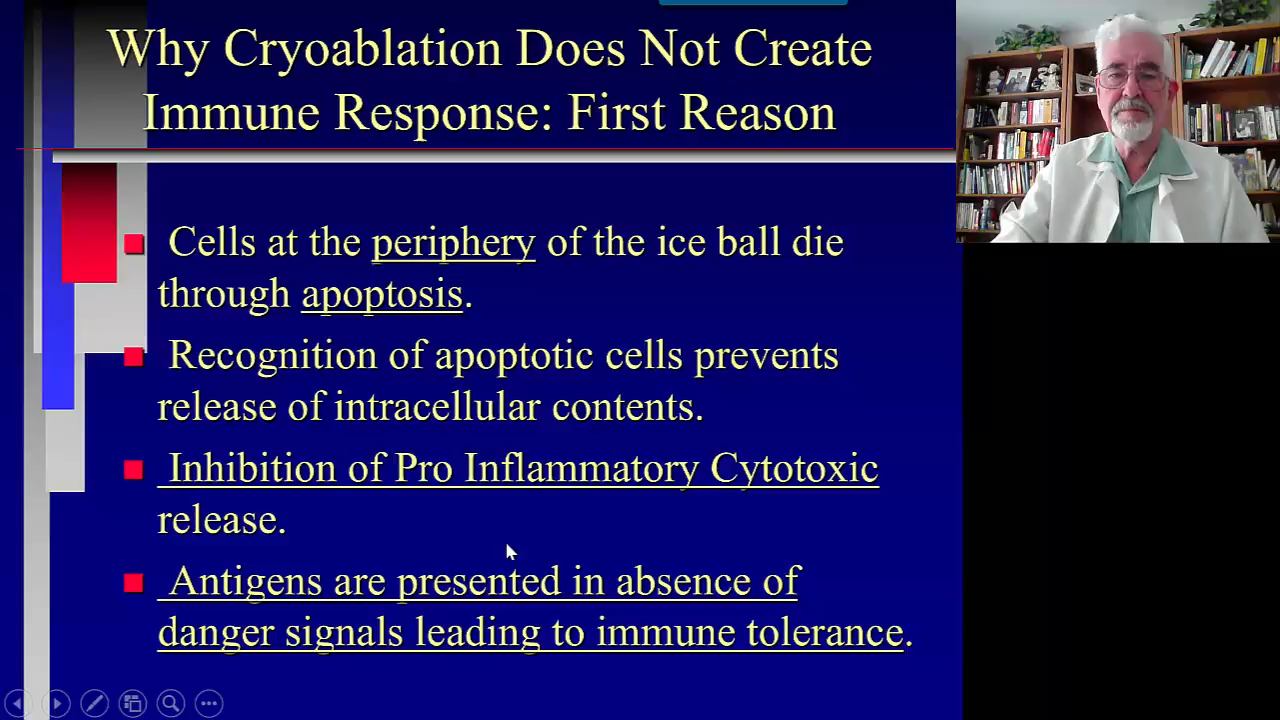 Why Cryoablation Does Not Create
Immune Response: First Reason
Cells at the periphery of the ice ball die
through apoptosis.
Recognition of apoptotic cells prevents
release of intracellular contents.
Inhibition of Pro Inflammatory Cytotoxic
release.
Antigens are presented in absence of
danger signals leading to immune tolerance.